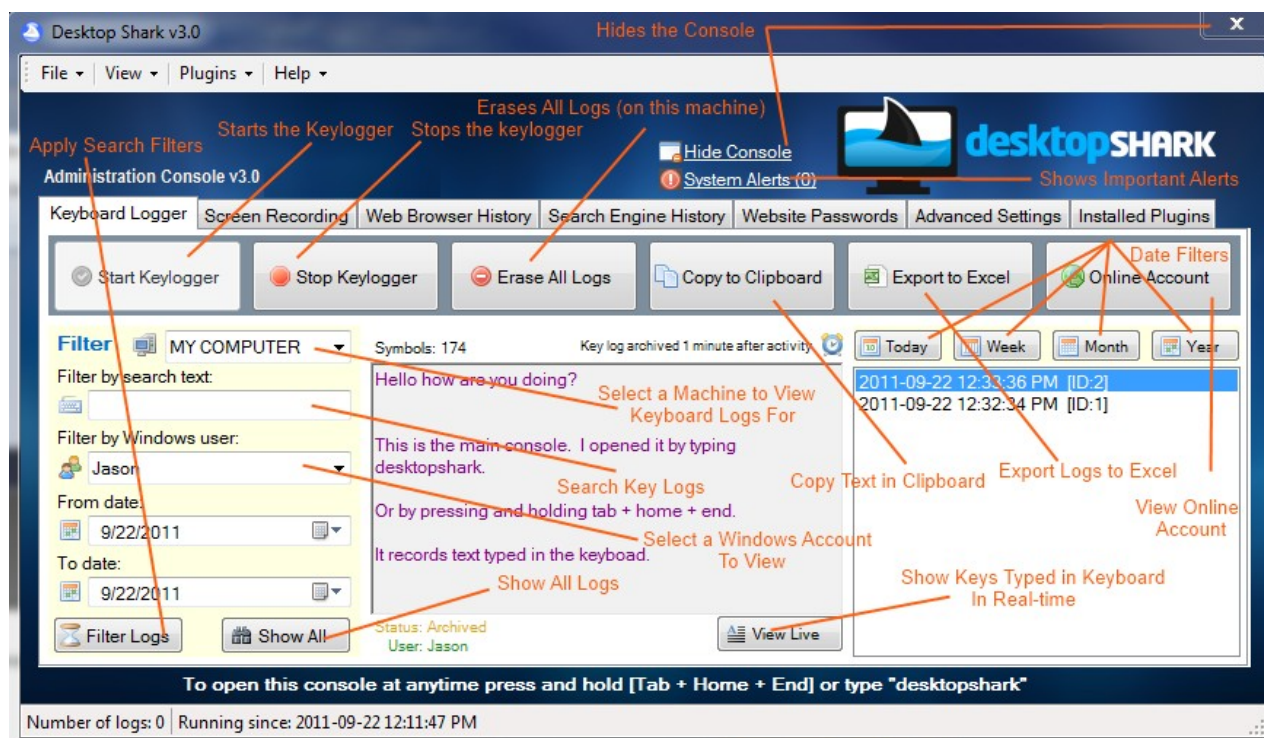 Desktop Shark v3.0
Hides the Console
X
File
View
Plugins
Help
Erases All Logs (on this machine)
Starts the Keylogger
Stops the keylogger
Apply Search Filters
desktopSHARK
Hide Console
Administration Console v3.0
System Alerts (0)
Shows Important Alerts
Keyboard Logger
Screen Recording
Web Browser History
Search Engine History
Website Passwords
Advanced Settings
Installed Plugins
Date Filters
Start Keylogger
Stop Keylogger
Erase All Logs
Copy to Clipboard
Export to Excel
Online Account
Filter
MY COMPUTER
Symbols: 174
Key log archived 1 minute after activity
Today
Week
Month
Year
Filter by search text:
Hello how are you doing?
Select a Machine to View
Keyboard Logs For
2011-09-22 12:33:36 PM [ID:2]
2011-09-22 12:32:34 PM [ID:1]
Filter by Windows user:
This is the main console. I opened it by typing
desktopshark.
Jason
Search Key Logs
Copy Text in Clipboard
Export Logs to Excel
From date:
Or by pressing and holding tab + home + end.
View Online
Account
9/22/2011
Select a Windows Account
To View
It records text typed in the keyboad.
To date:
9/22/2011
Show All Logs
Show Keys Typed in Keyboard
In Real-time
Filter Logs
Show All
Status: Archived
User: Jason
View Live
To open this console at anytime press and hold [Tab + Home + End] or type "desktopshark"
Number of logs: 0
Running since: 2011-09-22 12:11:47 PM